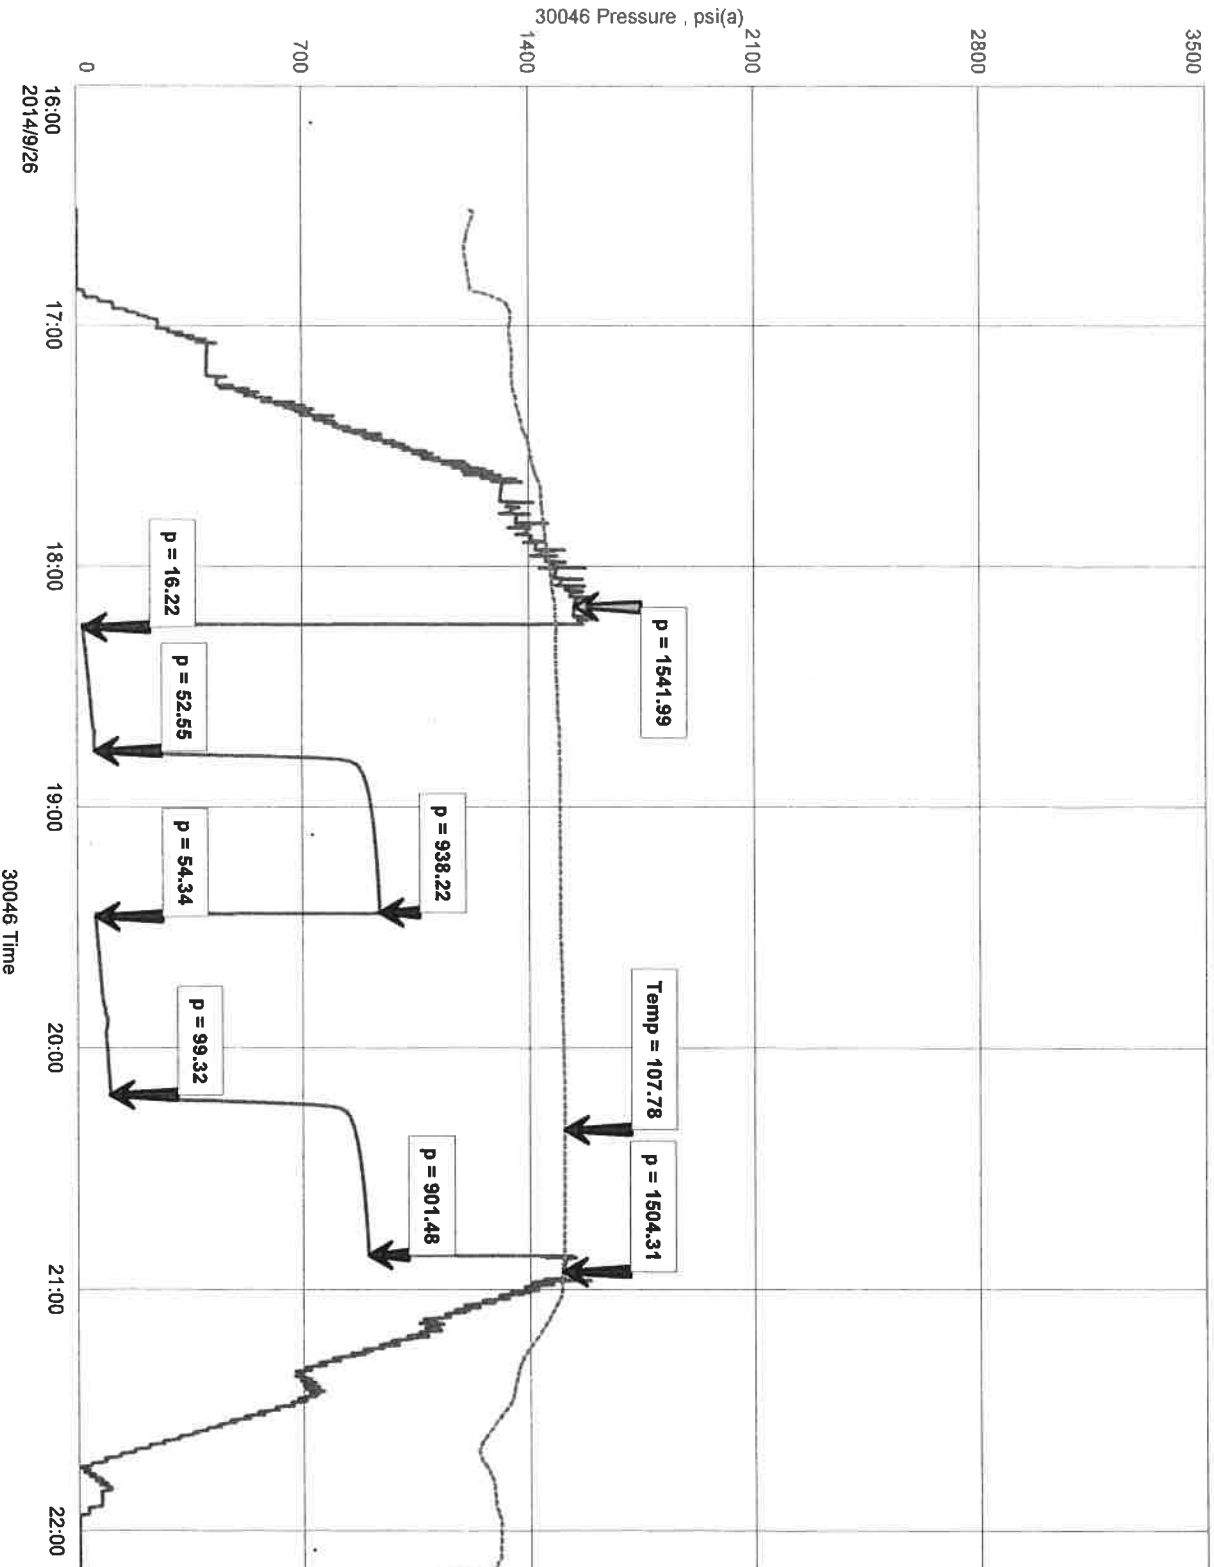 30046 Pressure , psi(a)
3500
2800
2100
1400
700
0
p = 1541.99
p = 16.22
p = 52.55
p = 938.22
p = 54.34
Temp = 107.78
p = 99.32
p = 1504.31
p = 901.48
16:00
2014/9/26
17:00
18:00
19:00
20:00
21:00
22:00
30046 Time